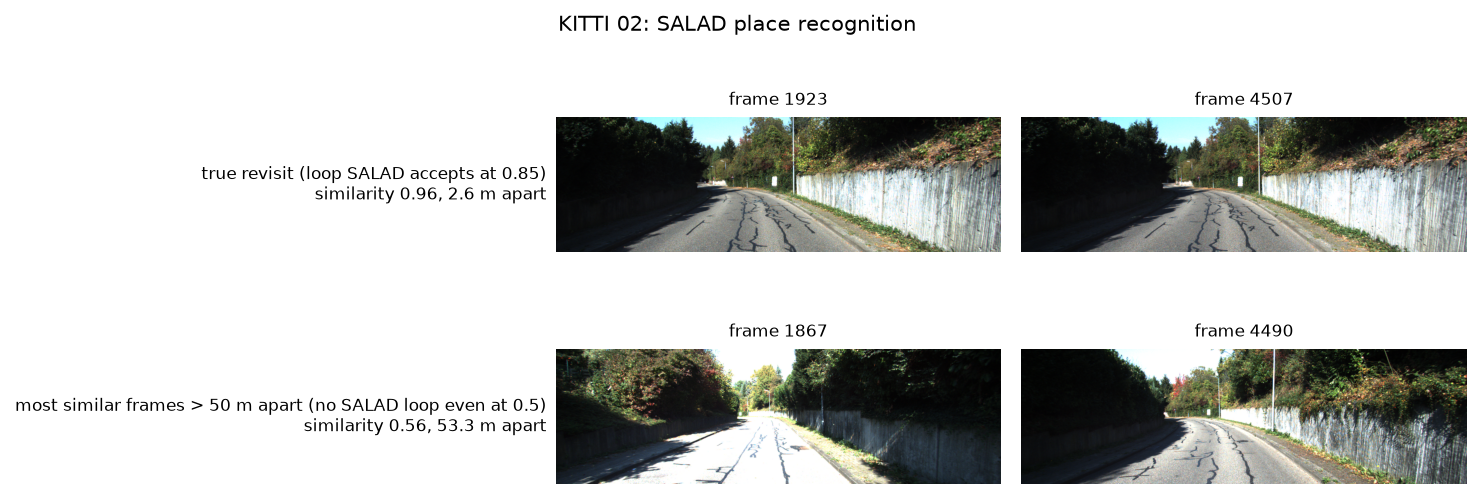 KITTI 02: SALAD place recognition
frame 1923
frame 4507
true revisit (loop SALAD accepts at 0.85)
similarity 0.96, 2.6 m apart
frame 1867
frame 4490
most similar frames > 50 m apart (no SALAD loop even at 0.5)
similarity 0.56, 53.3 m apart